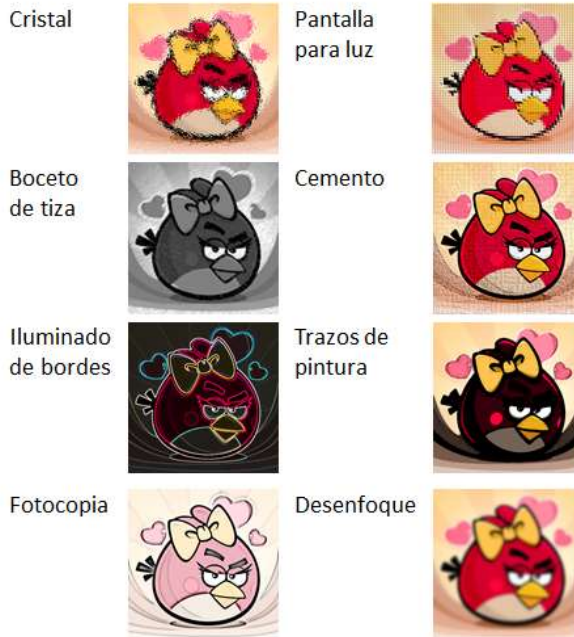 Cristal
Pantalla
para luz
Boceto
de tiza
Cemento
Iluminado
de bordes
Trazos de
pintura
Fotocopia
Desenfoque